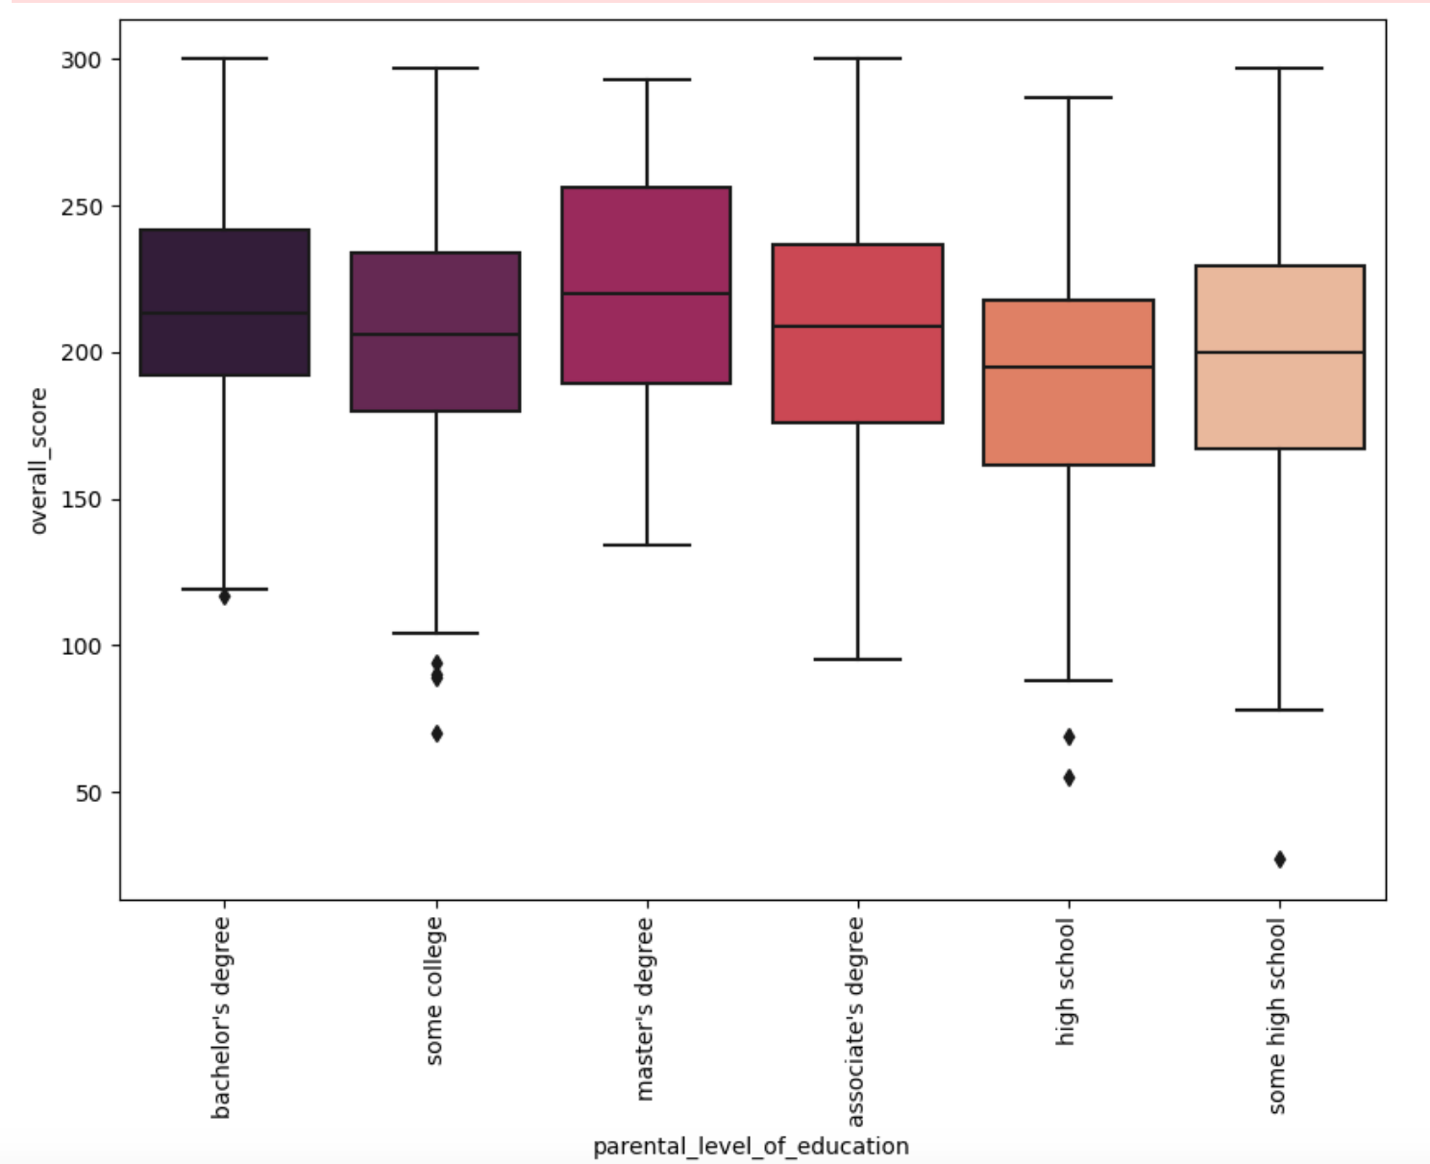 300
250
200
150
100
50
overall_score
bachelor's degree
some college
master's degree
associate's degree
high school
some high school
parental_level_of_education